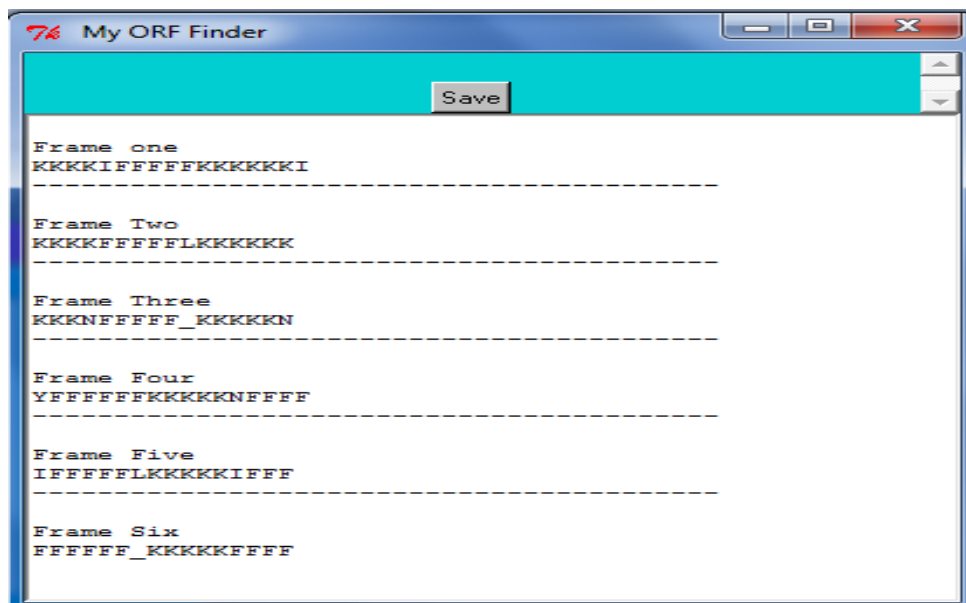 7% My ORF Finder
Save
Frame one
KKKKIFFFFFKKKKKKI
------------------------------------------
Frame Two
KKKKFFFFFLKKKKKK
------------------------------------------
Frame Three
KKKNFFFFF_KKKKKN
------------------------------------------
Frame Four
YFFFFFFKKKKKNFFFF
------------------------------------------
Frame Five
IFFFFFLKKKKKIFFF
------------------------------------------
Frame Six
FFFFFF_KKKKKFFFF